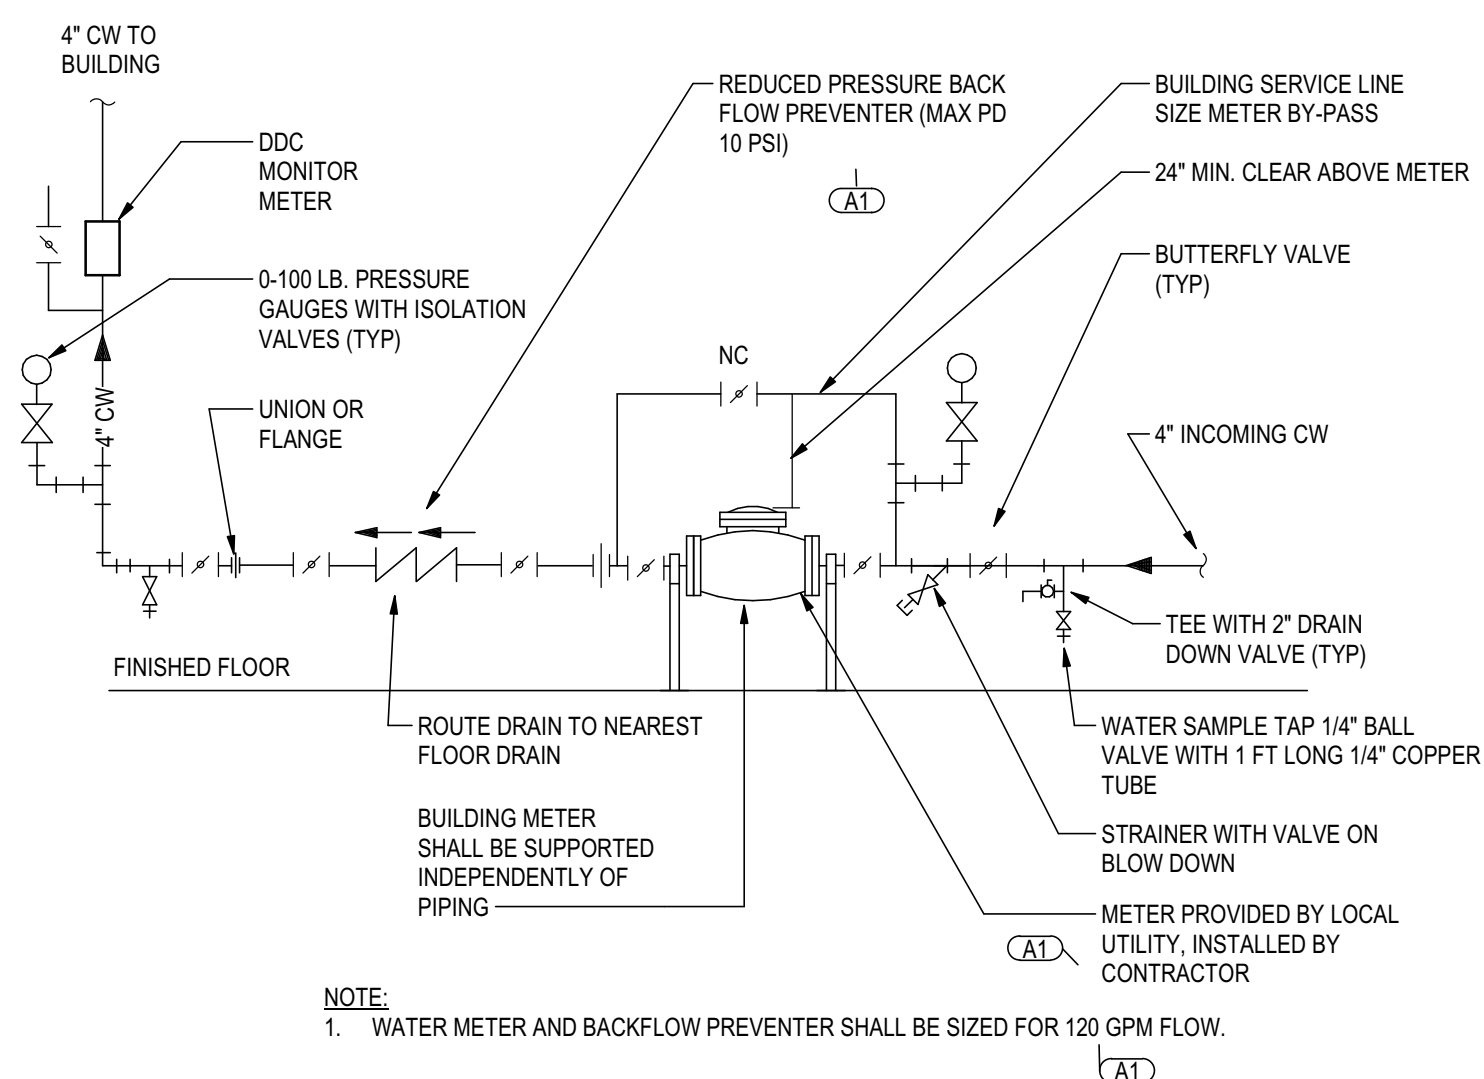 4" CW TO
BUILDING
DDC
MONITOR
METER
0-100 LB. PRESSURE
GAUGES WITH ISOLATION
VALVES (TYP)
4" CW
UNION OR
FLANGE
REDUCED PRESSURE BACK
FLOW PREVENTER (MAX PD
10 PSI)
A1
BUILDING SERVICE LINE
SIZE METER BY-PASS
24" MIN. CLEAR ABOVE METER
BUTTERFLY VALVE
(TYP)
NC
4" INCOMING CW
TEE WITH 2" DRAIN
DOWN VALVE (TYP)
FINISHED FLOOR
ROUTE DRAIN TO NEAREST
FLOOR DRAIN
BUILDING METER
SHALL BE SUPPORTED
INDEPENDENTLY OF
PIPING
WATER SAMPLE TAP 1/4" BALL
VALVE WITH 1 FT LONG 1/4" COPPER
TUBE
STRAINER WITH VALVE ON
BLOW DOWN
METER PROVIDED BY LOCAL
UTILITY, INSTALLED BY
CONTRACTOR
A1
NOTE:
1. WATER METER AND BACKFLOW PREVENTER SHALL BE SIZED FOR 120 GPM FLOW.
A1